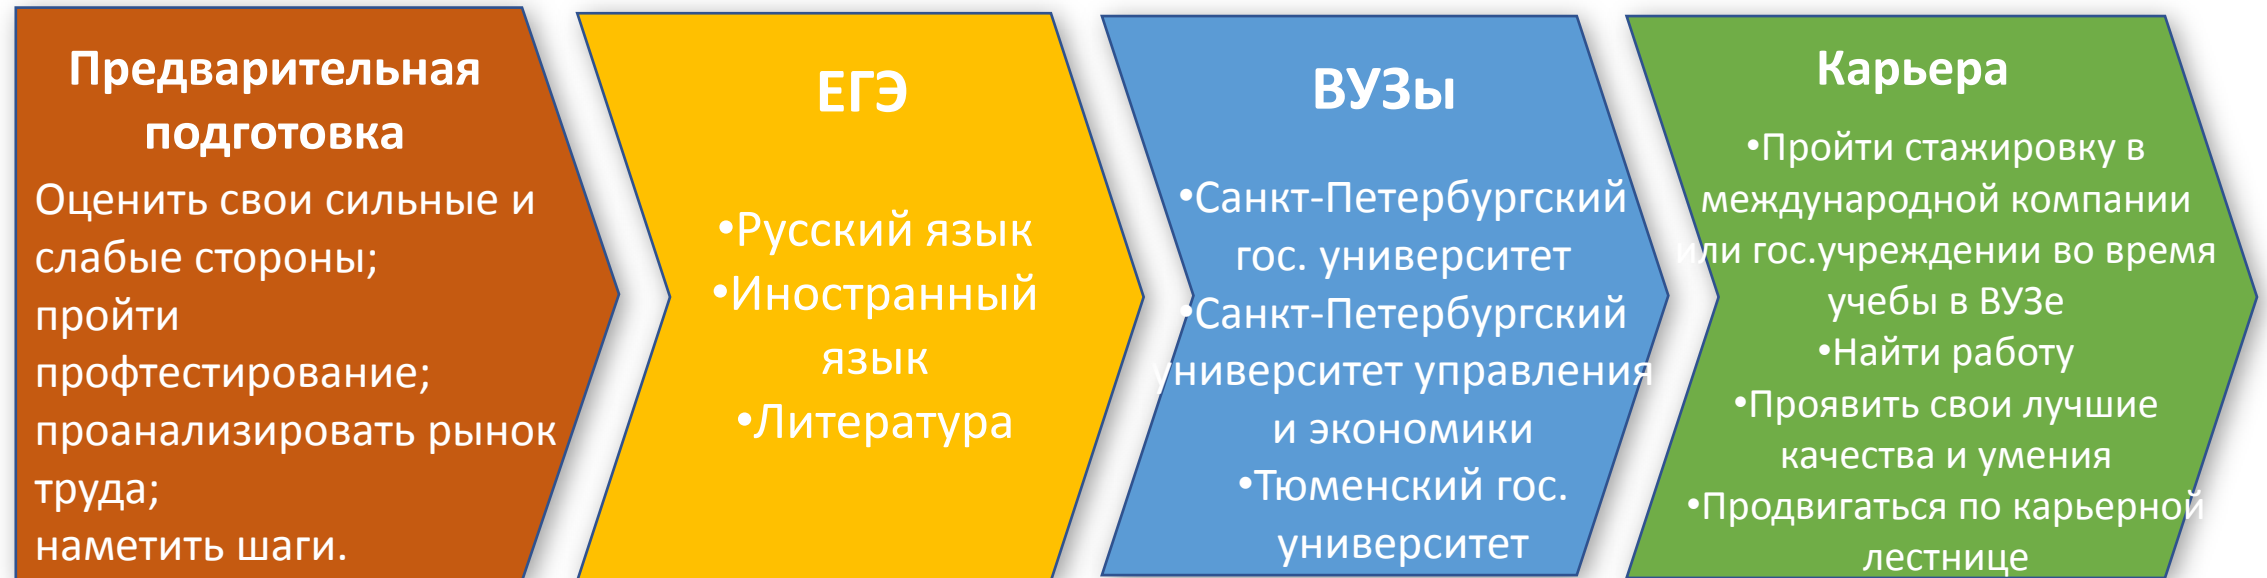 Предварительная
подготовка
Оценить свои сильные и
слабые стороны;
пройти
профтестирование;
проанализировать рынок
труда;
наметить шаги.
ЕГЭ
•Русский язык
•Иностранный
язык
•Литература
ВУЗы
•Санкт-Петербургский
гос. университет
•Санкт-Петербургский
университет управления
и экономики
•Тюменский гос.
университет
Карьера
•Пройти стажировку в
международной компании
или гос.учреждении во время
учебы в ВУЗе
•Найти работу
•Проявить свои лучшие
качества и умения
•Продвигаться по карьерной
лестнице